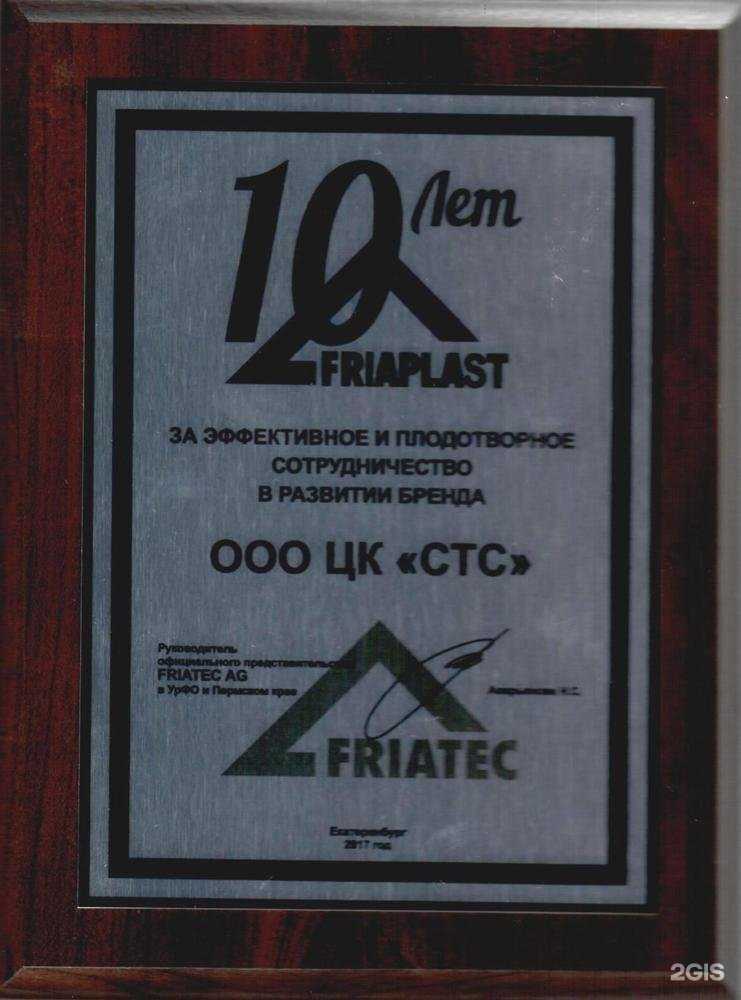 10 лет
FRIAPLAST
ЗА ЭФФЕКТИВНОЕ И ПЛОДОТВОРНОЕ
СОТРУДНИЧЕСТВО
В РАЗВИТИИ БРЕНДА
ООО ЦК «СТС»
Руководитель
официального представительства
FRIATEC AG
в УрФО и Пермском крае
FRIATEC
Екатеринбург
2017 год
2GIS